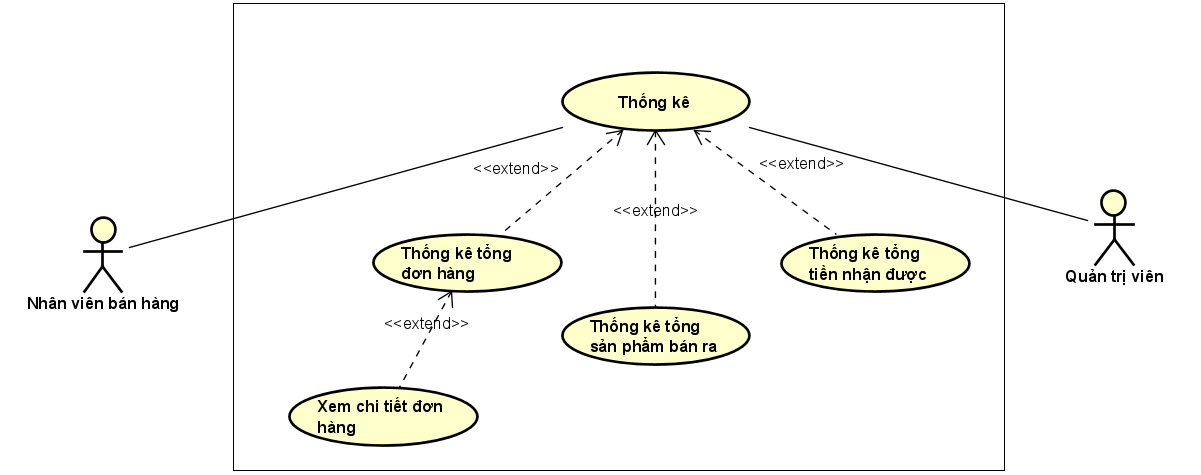 Thống kê
<<extend>>
<<extend>>
<<extend>>
Thống kê tổng
đơn hàng
Thống kê tổng
tiền nhận được
Quản trị viên
Nhân viên bán hàng
<<extend>>
Thống kê tổng
sản phẩm bán ra
Xem chi tiết đơn
hàng